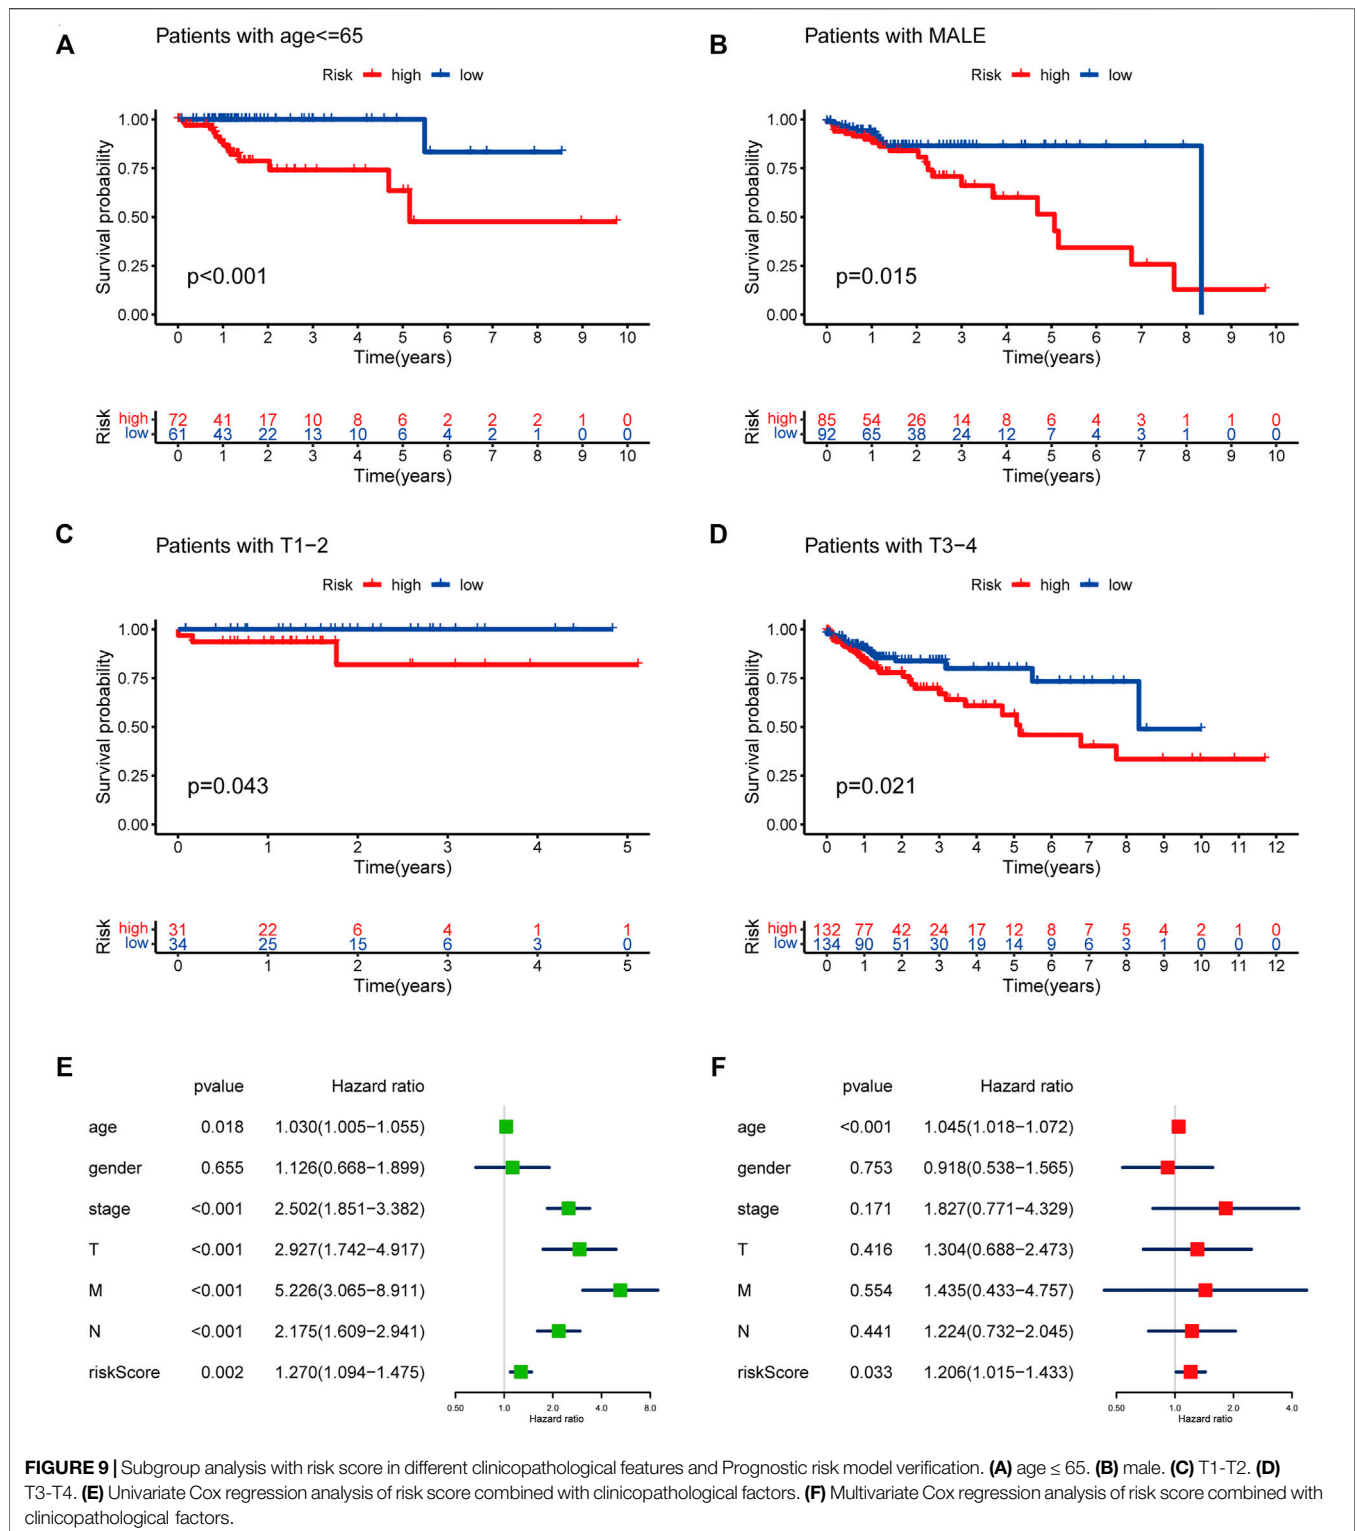 A
Patients with age<=65
Risk high low
1.00
0.75
0.50
0.25
0.00
Survival probability
p<0.001
0 1 2 3 4 5 6 7 8 9 10
Time(years)
Risk
high 72 41 17 10 8 6 2 2 2 1 0
low 61 43 22 13 10 6 4 2 1 0 0
0 1 2 3 4 5 6 7 8 9 10
Time(years)
B
Patients with MALE
Risk high low
1.00
0.75
0.50
0.25
0.00
Survival probability
p=0.015
0 1 2 3 4 5 6 7 8 9 10
Time(years)
Risk
high 85 54 26 14 8 6 4 3 1 1 0
low 92 65 38 24 12 7 4 3 1 0 0
0 1 2 3 4 5 6 7 8 9 10
Time(years)
C
Patients with T1−2
Risk high low
1.00
0.75
0.50
0.25
0.00
Survival probability
p=0.043
0 1 2 3 4 5
Time(years)
Risk
high 31 22 6 4 1 1
low 34 25 15 6 3 0
0 1 2 3 4 5
Time(years)
D
Patients with T3−4
Risk high low
1.00
0.75
0.50
0.25
0.00
Survival probability
p=0.021
0 1 2 3 4 5 6 7 8 9 10 11 12
Time(years)
Risk
high 132 77 42 24 17 12 8 7 5 4 2 1 0
low 134 90 51 30 19 14 9 6 3 1 0 0 0
0 1 2 3 4 5 6 7 8 9 10 11 12
Time(years)
E
pvalue Hazard ratio
age 0.018 1.030(1.005−1.055)
gender 0.655 1.126(0.668−1.899)
stage <0.001 2.502(1.851−3.382)
T <0.001 2.927(1.742−4.917)
M <0.001 5.226(3.065−8.911)
N <0.001 2.175(1.609−2.941)
riskScore 0.002 1.270(1.094−1.475)
0.50 1.0 2.0 4.0 8.0
Hazard ratio
F
pvalue Hazard ratio
age <0.001 1.045(1.018−1.072)
gender 0.753 0.918(0.538−1.565)
stage 0.171 1.827(0.771−4.329)
T 0.416 1.304(0.688−2.473)
M 0.554 1.435(0.433−4.757)
N 0.441 1.224(0.732−2.045)
riskScore 0.033 1.206(1.015−1.433)
0.50 1.0 2.0 4.0
Hazard ratio
FIGURE 9 | Subgroup analysis with risk score in different clinicopathological features and Prognostic risk model verification. (A) age ≤ 65. (B) male. (C) T1-T2. (D)
T3-T4. (E) Univariate Cox regression analysis of risk score combined with clinicopathological factors. (F) Multivariate Cox regression analysis of risk score combined with
clinicopathological factors.